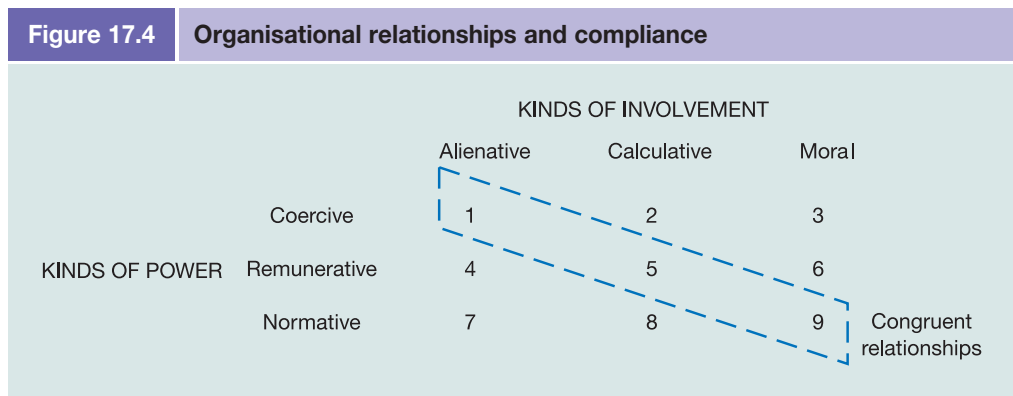 Figure 17.4 Organisational relationships and compliance
KINDS OF INVOLVEMENT
Alienative Calculative Moral
Coercive 1 2 3
KINDS OF POWER Remunerative 4 5 6
Normative 7 8 9 Congruent
relationships